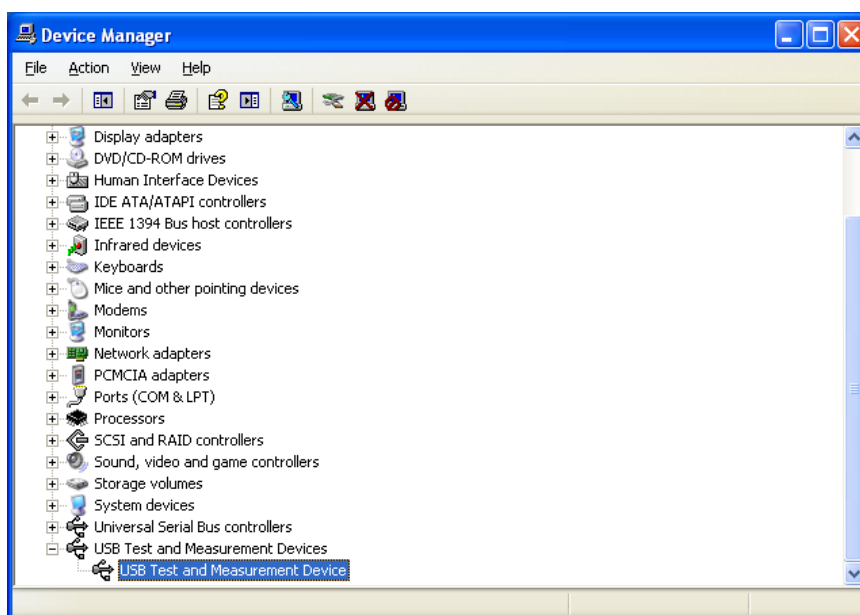 Device Manager
File Action View Help
Display adapters
DVD/CD-ROM drives
Human Interface Devices
IDE ATA/ATAPI controllers
IEEE 1394 Bus host controllers
Infrared devices
Keyboards
Mice and other pointing devices
Modems
Monitors
Network adapters
PCMCIA adapters
Ports (COM & LPT)
Processors
SCSI and RAID controllers
Sound, video and game controllers
Storage volumes
System devices
Universal Serial Bus controllers
USB Test and Measurement Devices
USB Test and Measurement Device